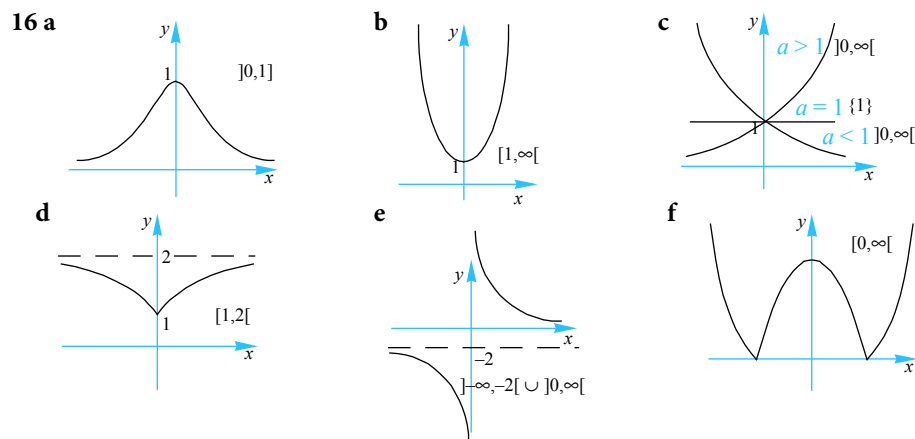 16 a
y
1
]0,1]
x
b
y
[1,∞[
1
x
c
y
a > 1 ]0,∞[
a = 1 {1}
1
a < 1 ]0,∞[
x
d
y
2
1
[1,2[
x
e
y
x
–2
]–∞,–2[ ∪ ]0,∞[
f
y
[0,∞[
x